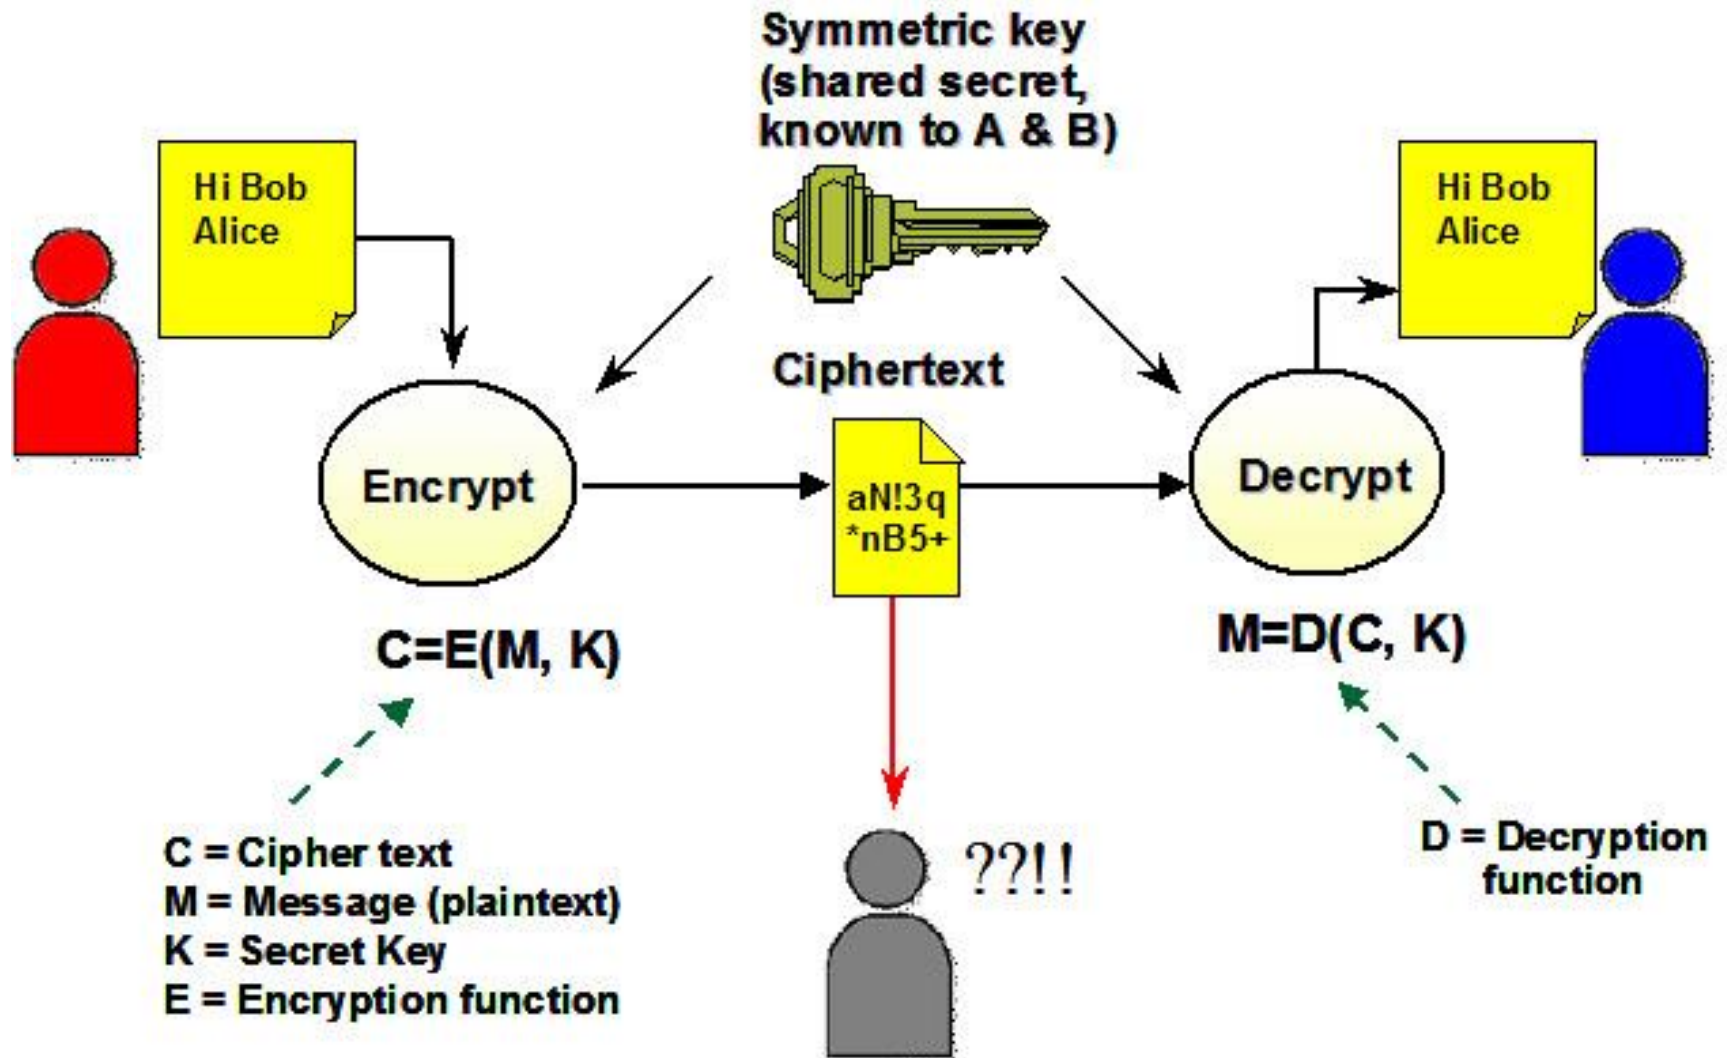 Symmetric key
(shared secret,
known to A & B)
Hi Bob
Alice
Hi Bob
Alice
Ciphertext
Encrypt
aN!3q
*nB5+
Decrypt
C=E(M, K)
M=D(C, K)
C = Cipher text
M = Message (plaintext)
K = Secret Key
E = Encryption function
??!!
D = Decryption
function